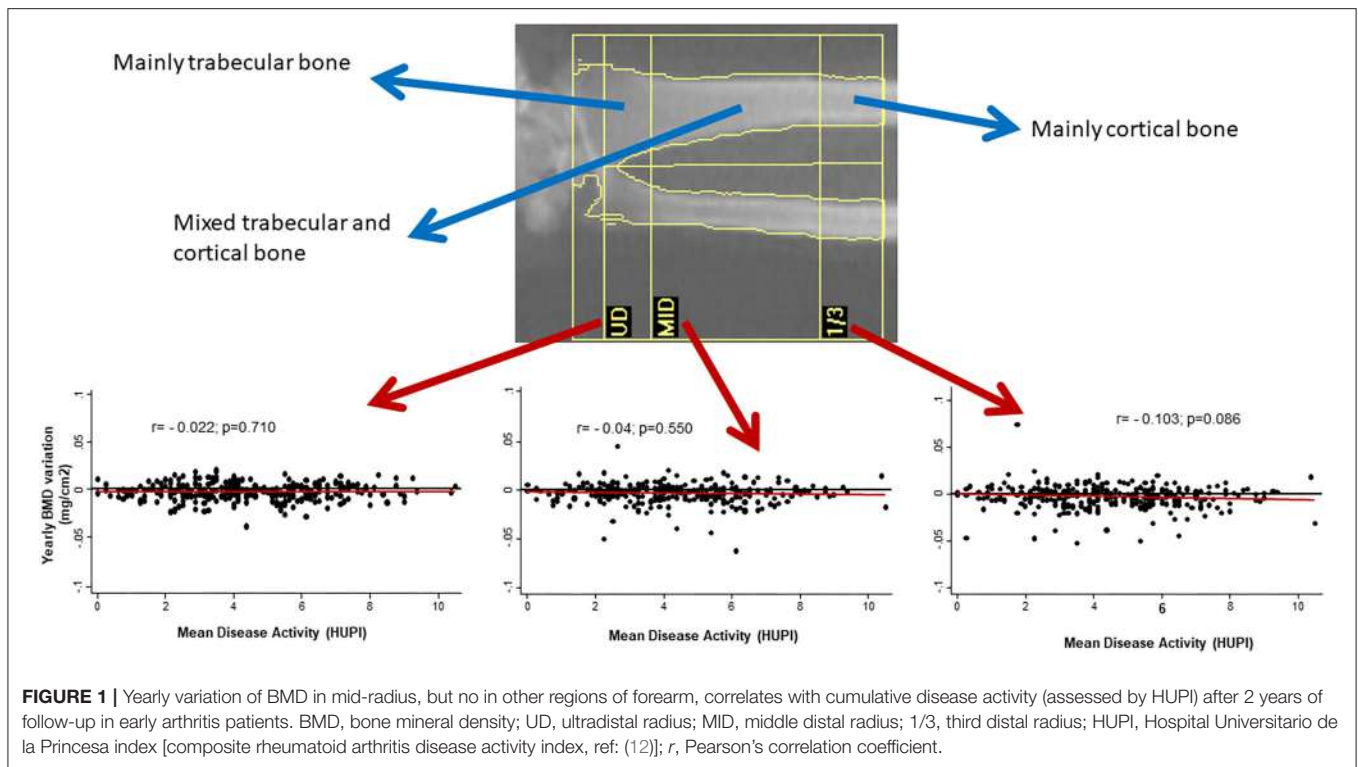 Mainly trabecular bone
Mainly cortical bone
Mixed trabecular and
cortical bone
UD
MID
1/3
Yearly BMD variation
(mg/cm2)
.1
.05
0
-.05
-.1
r= - 0.022; p=0.710
0 2 4 6 8 10
Mean Disease Activity (HUPI)
.1
.05
0
-.05
-.1
r= - 0.04; p=0.550
0 2 4 6 8 10
Mean Disease Activity (HUPI)
.1
.05
0
-.05
-.1
r= - 0.103; p=0.086
0 2 4 6 8 10
Mean Disease Activity (HUPI)
FIGURE 1 | Yearly variation of BMD in mid-radius, but no in other regions of forearm, correlates with cumulative disease activity (assessed by HUPI) after 2 years of
follow-up in early arthritis patients. BMD, bone mineral density; UD, ultradistal radius; MID, middle distal radius; 1/3, third distal radius; HUPI, Hospital Universitario de
la Princesa index [composite rheumatoid arthritis disease activity index, ref: (12)]; r, Pearson's correlation coefficient.